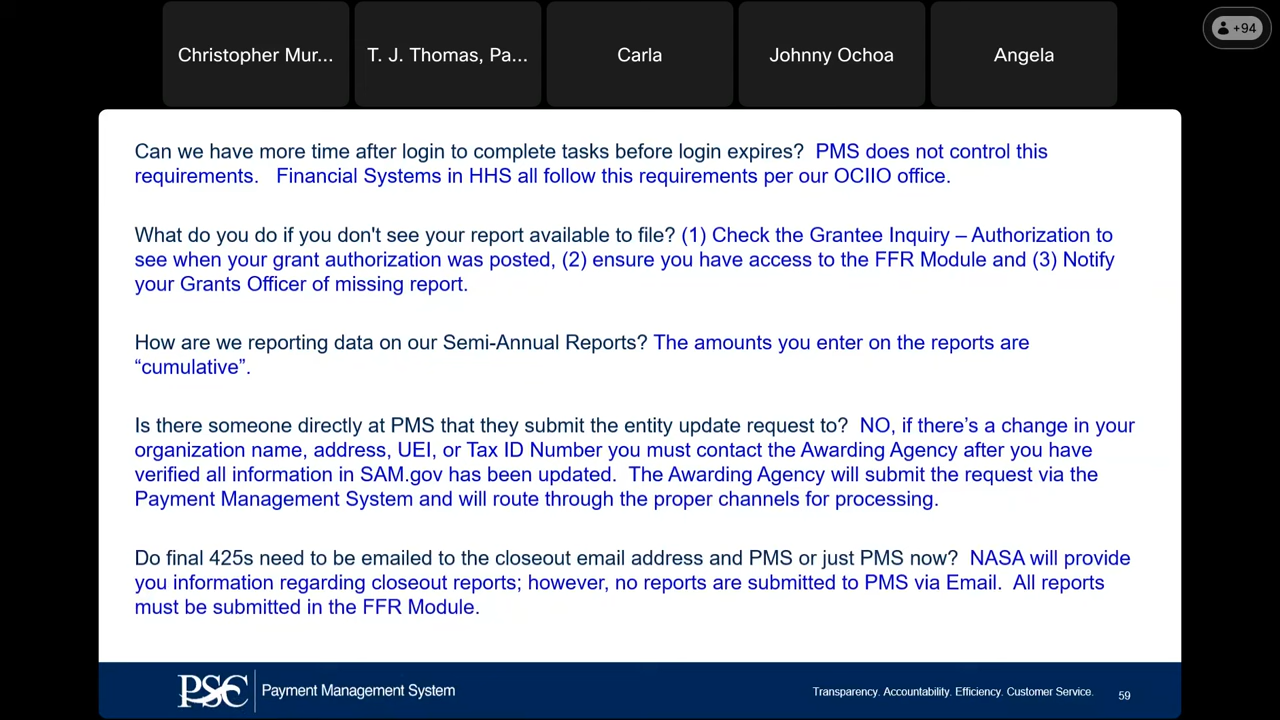 Christopher Mur...
T. J. Thomas, Pa...
Carla
Johnny Ochoa
Angela
+94
Can we have more time after login to complete tasks before login expires? PMS does not control this
requirements. Financial Systems in HHS all follow this requirements per our OCIIO office.
What do you do if you don't see your report available to file? (1) Check the Grantee Inquiry – Authorization to
see when your grant authorization was posted, (2) ensure you have access to the FFR Module and (3) Notify
your Grants Officer of missing report.
How are we reporting data on our Semi-Annual Reports? The amounts you enter on the reports are
“cumulative”.
Is there someone directly at PMS that they submit the entity update request to? NO, if there’s a change in your
organization name, address, UEI, or Tax ID Number you must contact the Awarding Agency after you have
verified all information in SAM.gov has been updated. The Awarding Agency will submit the request via the
Payment Management System and will route through the proper channels for processing.
Do final 425s need to be emailed to the closeout email address and PMS or just PMS now? NASA will provide
you information regarding closeout reports; however, no reports are submitted to PMS via Email. All reports
must be submitted in the FFR Module.
PSC Payment Management System
Transparency. Accountability. Efficiency. Customer Service.
59